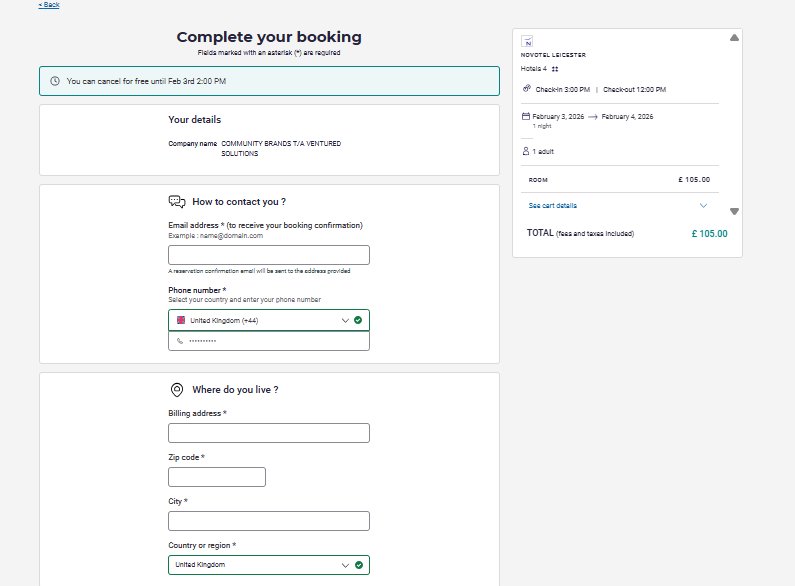 < Back
Complete your booking
Fields marked with an asterisk (*) are required
You can cancel for free until Feb 3rd 2:00 PM
Your details
Company name COMMUNITY BRANDS T/A VENTURED
SOLUTIONS
How to contact you ?
Email address * (to receive your booking confirmation)
Example : name@domain.com
A reservation confirmation email will be sent to the address provided
Phone number *
Select your country and enter your phone number
United Kingdom (+44)
**********
Where do you live ?
Billing address *
Zip code *
City *
Country or region *
United Kingdom
N
NOVOTEL LEICESTER
Hotels 4
Check-in 3:00 PM | Check-out 12:00 PM
February 3, 2026 → February 4, 2026
1 night
1 adult
ROOM £ 105.00
See cart details
TOTAL (fees and taxes included) £ 105.00